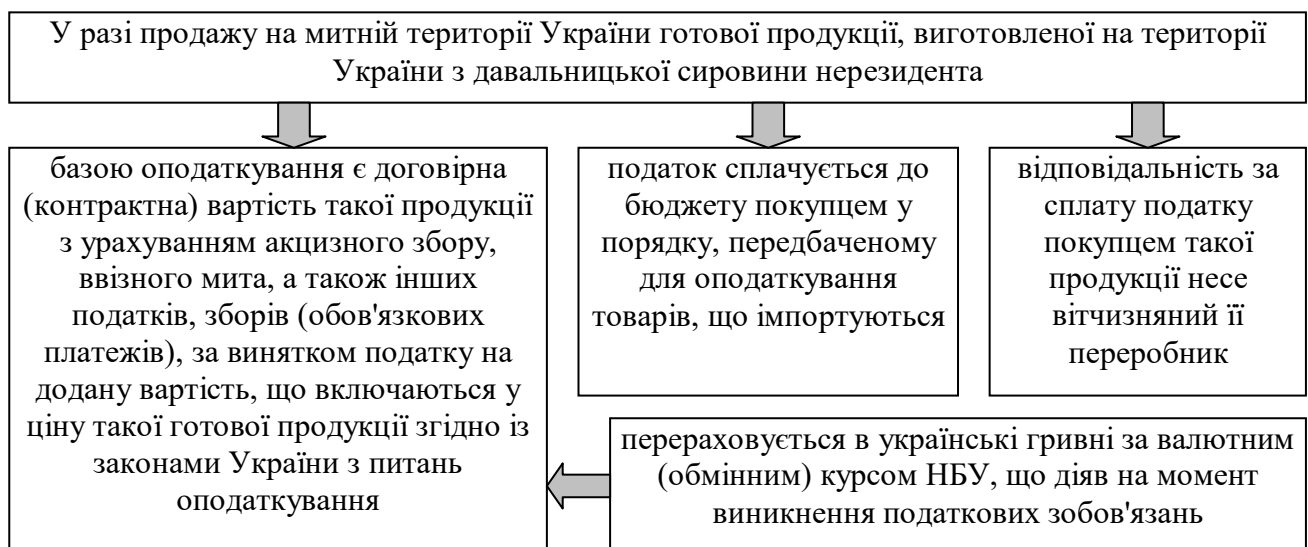 У разі продажу на митній території України готової продукції, виготовленої на території
України з давальницької сировини нерезидента
базою оподаткування є договірна
(контрактна) вартість такої продукції
з урахуванням акцизного збору,
ввізного мита, а також інших
податків, зборів (обов'язкових
платежів), за винятком податку на
додану вартість, що включаються у
ціну такої готової продукції згідно із
законами України з питань
оподаткування
податок сплачується до
бюджету покупцем у
порядку, передбаченому
для оподаткування
товарів, що імпортуються
відповідальність за
сплату податку
покупцем такої
продукції несе
вітчизняний її
переробник
перераховується в українські гривні за валютним
(обмінним) курсом НБУ, що діяв на момент
виникнення податкових зобов'язань